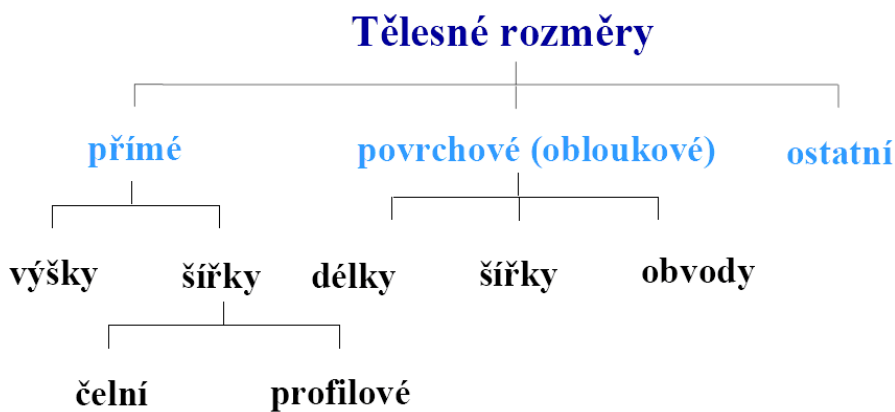 Tělesné rozměry
přímé povrchové (obloukové) ostatní
výšky šířky délky šířky obvody
čelní profilové